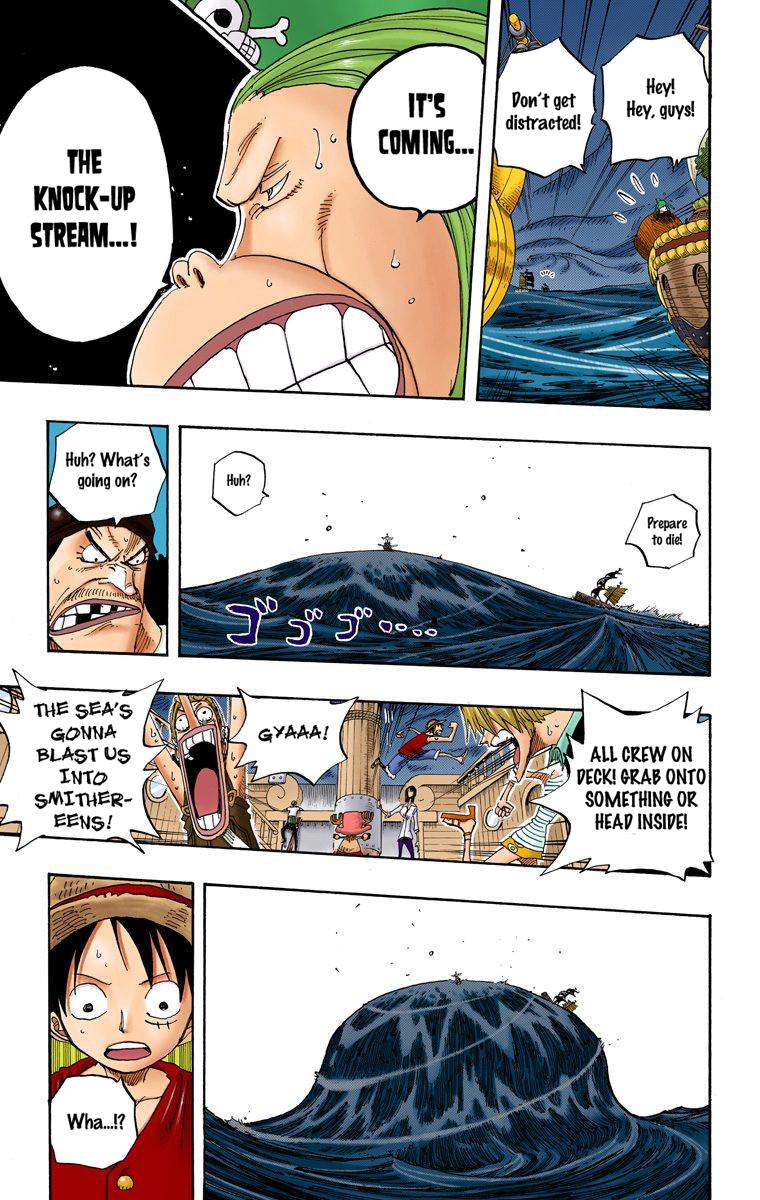 Hey!
Hey, guys!
Don't get
distracted!
IT'S
COMING...
THE
KNOCK-UP
STREAM...!
Prepare
to die!
Huh?
ゴゴゴ····
Huh? What's
going on?
ALL CREW ON
DECK! GRAB ONTO
SOMETHING OR
HEAD INSIDE!
GYAAA!
THE SEA'S
GONNA
BLAST US
INTO
SMITHER-
EENS!
Wha...!?